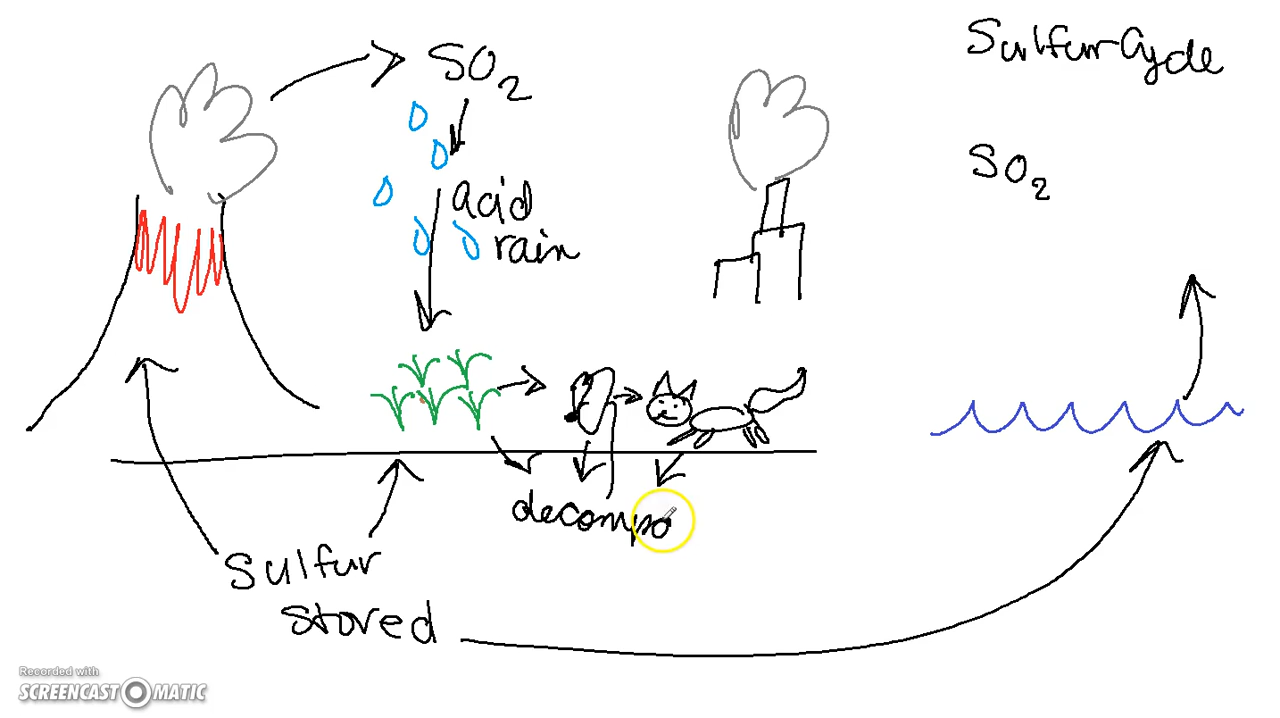 Sulfur Cycle
SO2
SO2
acid
rain
decompo
Sulfur
stored
Recorded with
SCREENCAST MATIC